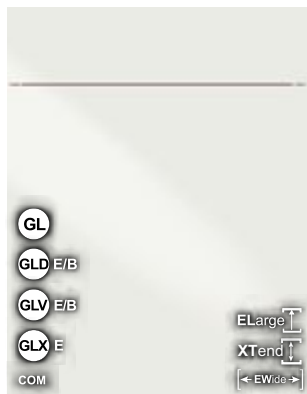 GL
GLD E/B
GLV E/B
GLX E
COM
ELarge
XTend
EWide